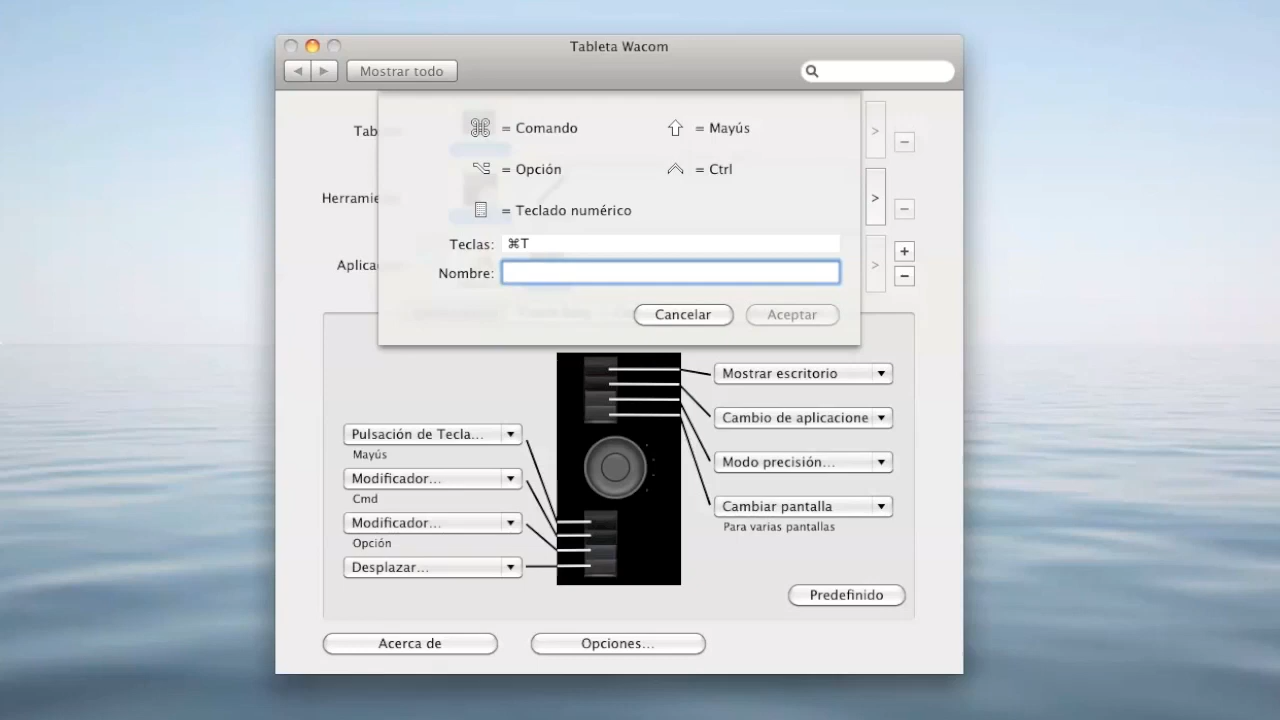 Tableta Wacom
Mostrar todo
Tab
⌘ = Comando
⇧ = Mayús
⌥ = Opción
⌃ = Ctrl
= Teclado numérico
Herramie
Teclas: ⌘T
Aplica
Nombre:
Cancelar
Aceptar
Mostrar escritorio
Cambio de aplicacione
Pulsación de Tecla...
Mayús
Modo precisión...
Modificador...
Cmd
Cambiar pantalla
Para varias pantallas
Modificador...
Opción
Desplazar...
Predefinido
Acerca de
Opciones...